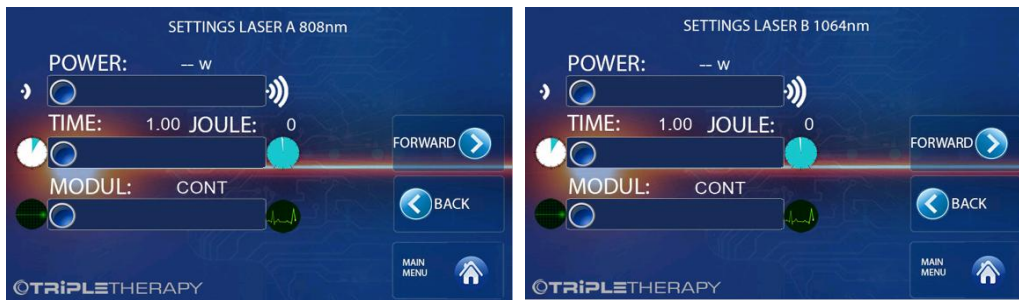 SETTINGS LASER A 808nm
POWER: -- W
TIME: 1.00 JOULE: 0
FORWARD
MODUL: CONT
BACK
MAIN
MENU
©TRiPLETHERAPY
SETTINGS LASER B 1064nm
POWER: -- W
TIME: 1.00 JOULE: 0
FORWARD
MODUL: CONT
BACK
MAIN
MENU
©TRiPLETHERAPY